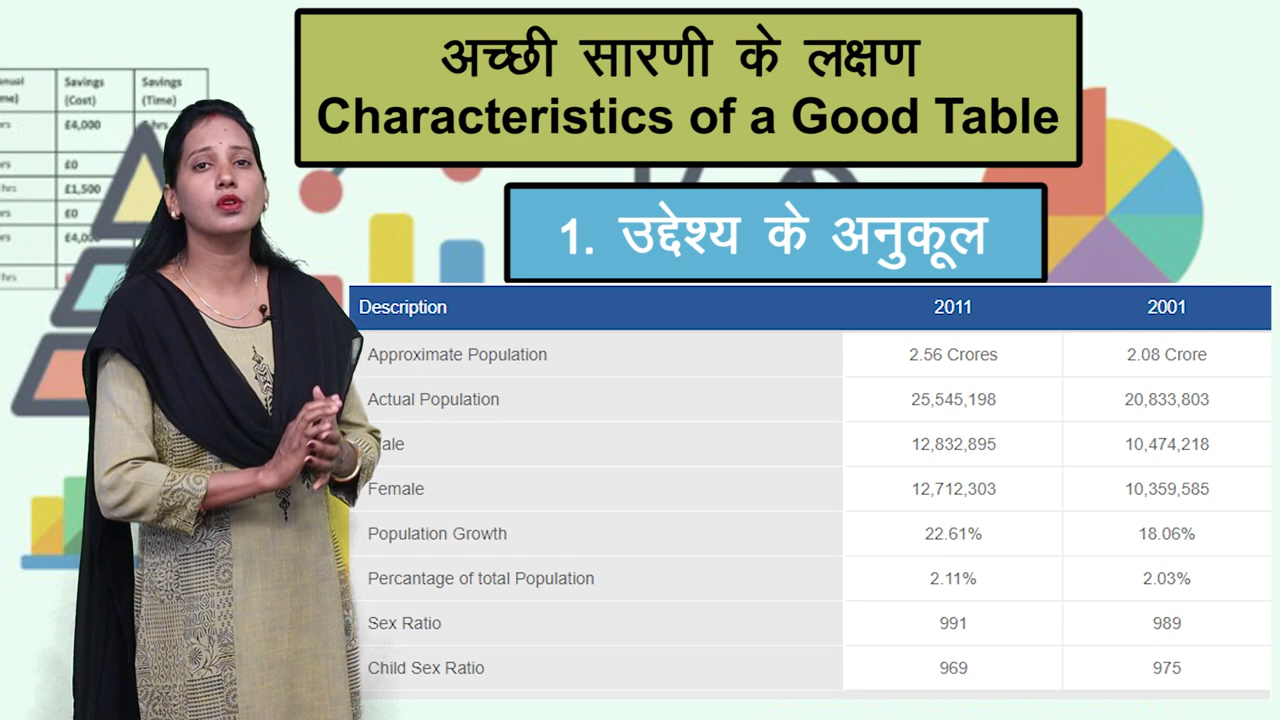 अच्छी सारणी के लक्षण
Characteristics of a Good Table
1. उद्देश्य के अनुकूल
Savings Savings
(Cost) (Time)
£4,000
£0
£1,500
£0
hrs
Description 2011 2001
Approximate Population 2.56 Crores 2.08 Crore
Actual Population 25,545,198 20,833,803
ale 12,832,895 10,474,218
Female 12,712,303 10,359,585
Population Growth 22.61% 18.06%
Percantage of total Population 2.11% 2.03%
Sex Ratio 991 989
Child Sex Ratio 969 975